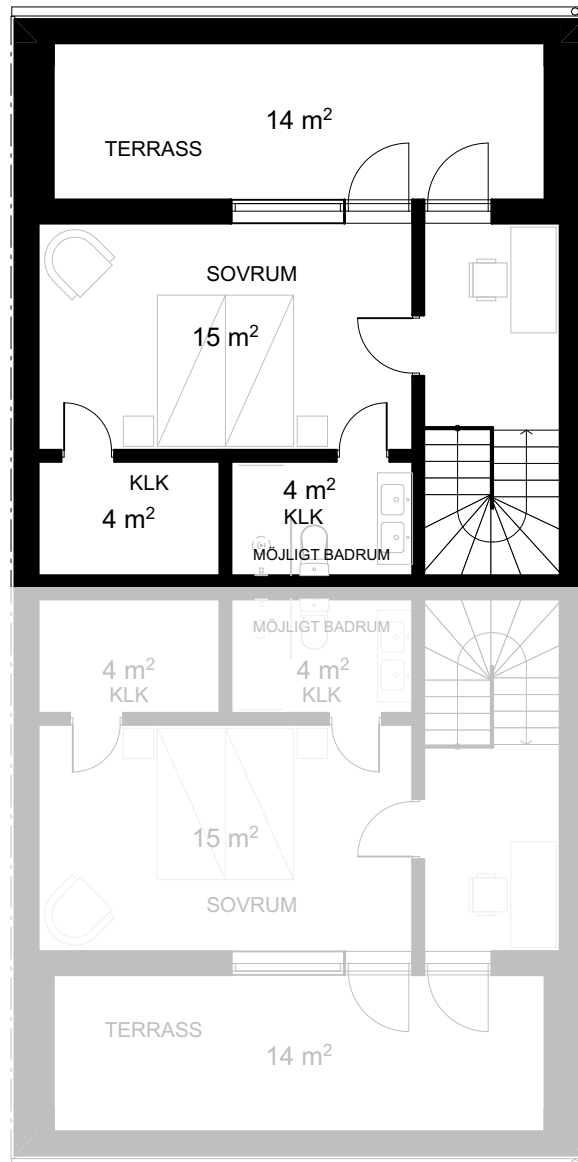 14 m²
TERRASS
SOVRUM
15 m²
KLK
4 m²
4 m²
KLK
MÖJLIGT BADRUM
MÖJLIGT BADRUM
4 m²
KLK
4 m²
KLK
15 m²
SOVRUM
TERRASS
14 m²